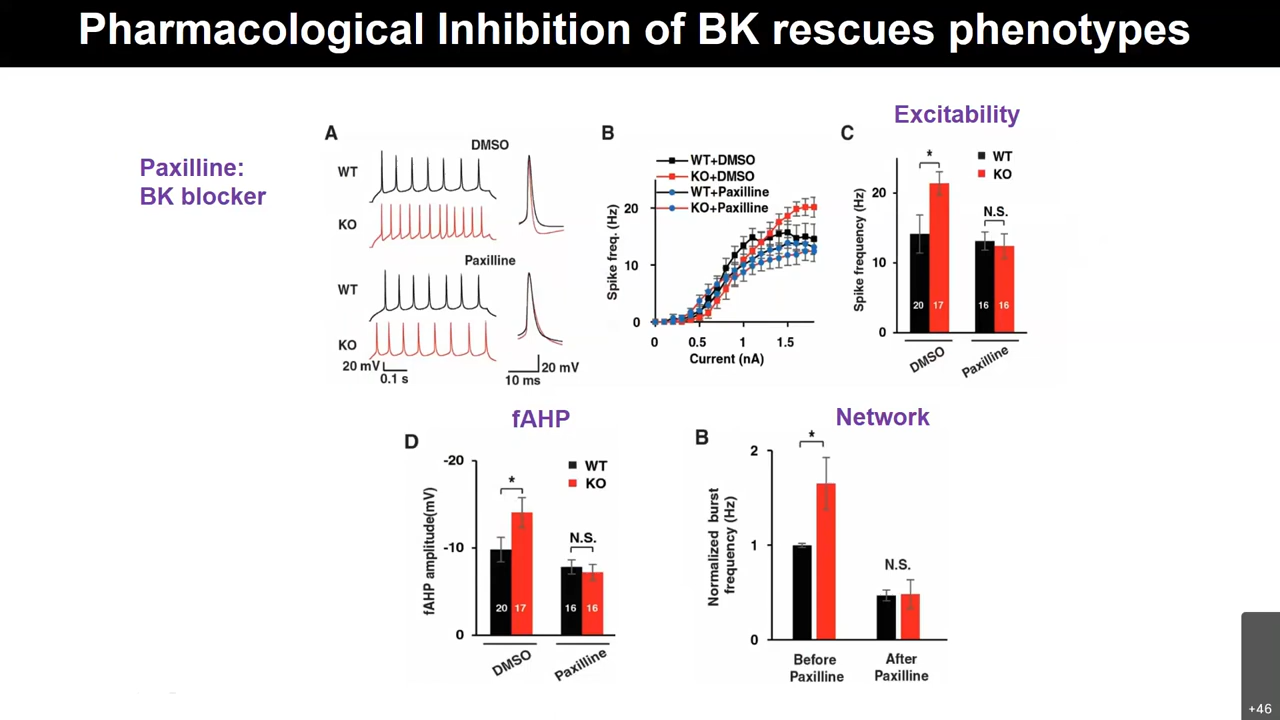 Pharmacological Inhibition of BK rescues phenotypes
Paxilline:
BK blocker
A
DMSO
WT
KO
Paxilline
WT
KO
20 mV
0.1 s
20 mV
10 ms
B
WT+DMSO
KO+DMSO
WT+Paxilline
KO+Paxilline
Spike freq. (Hz)
20
10
0
0
0.5
1
1.5
Current (nA)
Excitability
C
WT
KO
*
N.S.
Spike frequency (Hz)
20
10
0
20
17
16
16
DMSO
Paxilline
fAHP
D
WT
KO
*
N.S.
fAHP amplitude(mV)
-20
-10
0
20
17
16
16
DMSO
Paxilline
Network
B
*
N.S.
Normalized burst
frequency (Hz)
2
1
0
Before
Paxilline
After
Paxilline
+46